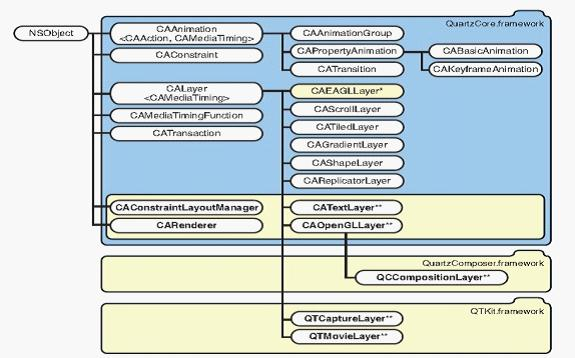 QuartzCore.framework
NSObject
CAAnimation
<CAAction, CAMediaTiming>
CAAnimationGroup
CAPropertyAnimation
CABasicAnimation
CAConstraint
CATransition
CAKeyframeAnimation
CALayer
<CAMediaTiming>
CAEAGLLayer*
CAScrollLayer
CAMediaTimingFunction
CATiledLayer
CATransaction
CAGradientLayer
CAShapeLayer
CAReplicatorLayer
CAConstraintLayoutManager
CATextLayer**
CARenderer
CAOpenGLLayer**
QuartzComposer.framework
QCCompositionLayer**
QTKit.framework
QTCaptureLayer**
QTMovieLayer**